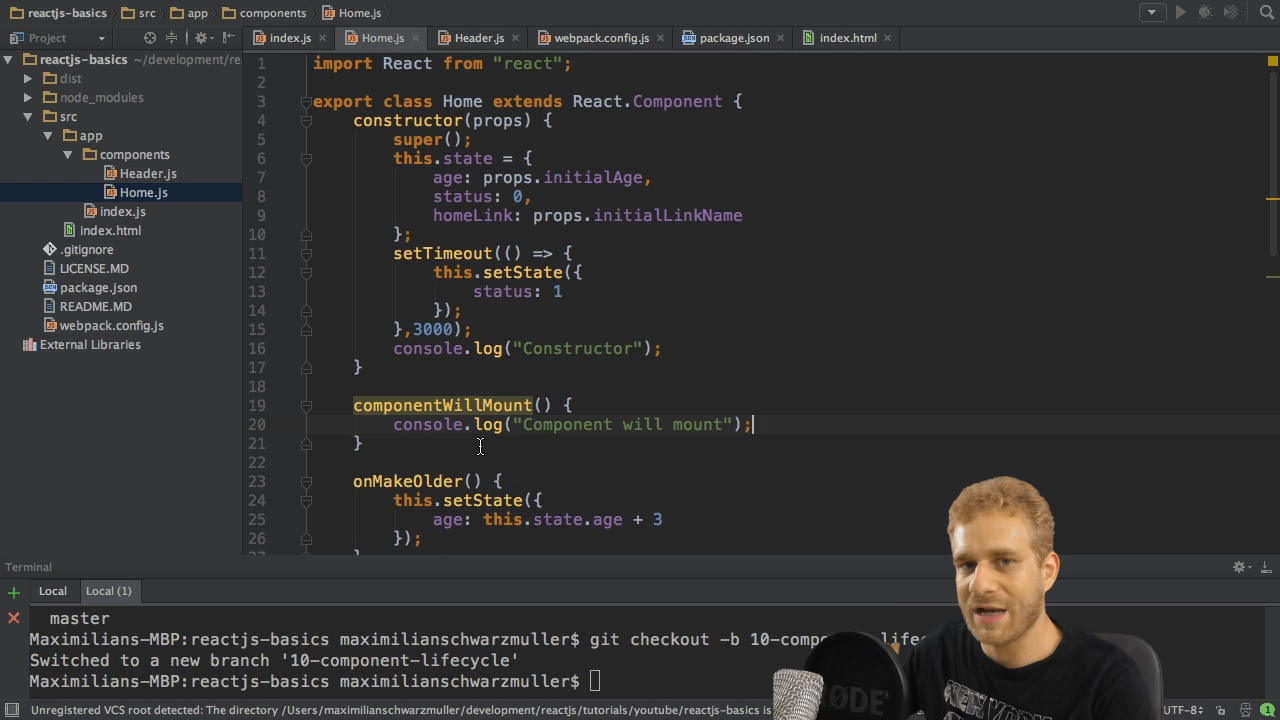 reactjs-basics src app components Home.js
Project index.js Home.js Header.js webpack.config.js package.json index.html
reactjs-basics ~/development/re
dist
node_modules
src
app
components
Header.js
Home.js
index.js
index.html
.gitignore
LICENSE.MD
package.json
README.MD
webpack.config.js
External Libraries
1 import React from "react";
2
3 export class Home extends React.Component {
4 constructor(props) {
5 super();
6 this.state = {
7 age: props.initialAge,
8 status: 0,
9 homeLink: props.initialLinkName
10 };
11 setTimeout(() => {
12 this.setState({
13 status: 1
14 });
15 },3000);
16 console.log("Constructor");
17 }
18
19 componentWillMount() {
20 console.log("Component will mount");
21 }
22
23 onMakeOlder() {
24 this.setState({
25 age: this.state.age + 3
26 });
27 }
Terminal
Local Local (1)
master
Maximilians-MBP:reactjs-basics maximilianschwarzmuller$ git checkout -b 10-comp
Switched to a new branch '10-component-lifecycle'
Maximilians-MBP:reactjs-basics maximilianschwarzmuller$
Unregistered VCS root detected: The directory /Users/maximilianschwarzmuller/development/reactjs/tutorials/youtube/reactjs-basics is
UTF-8
1
NEW YORK